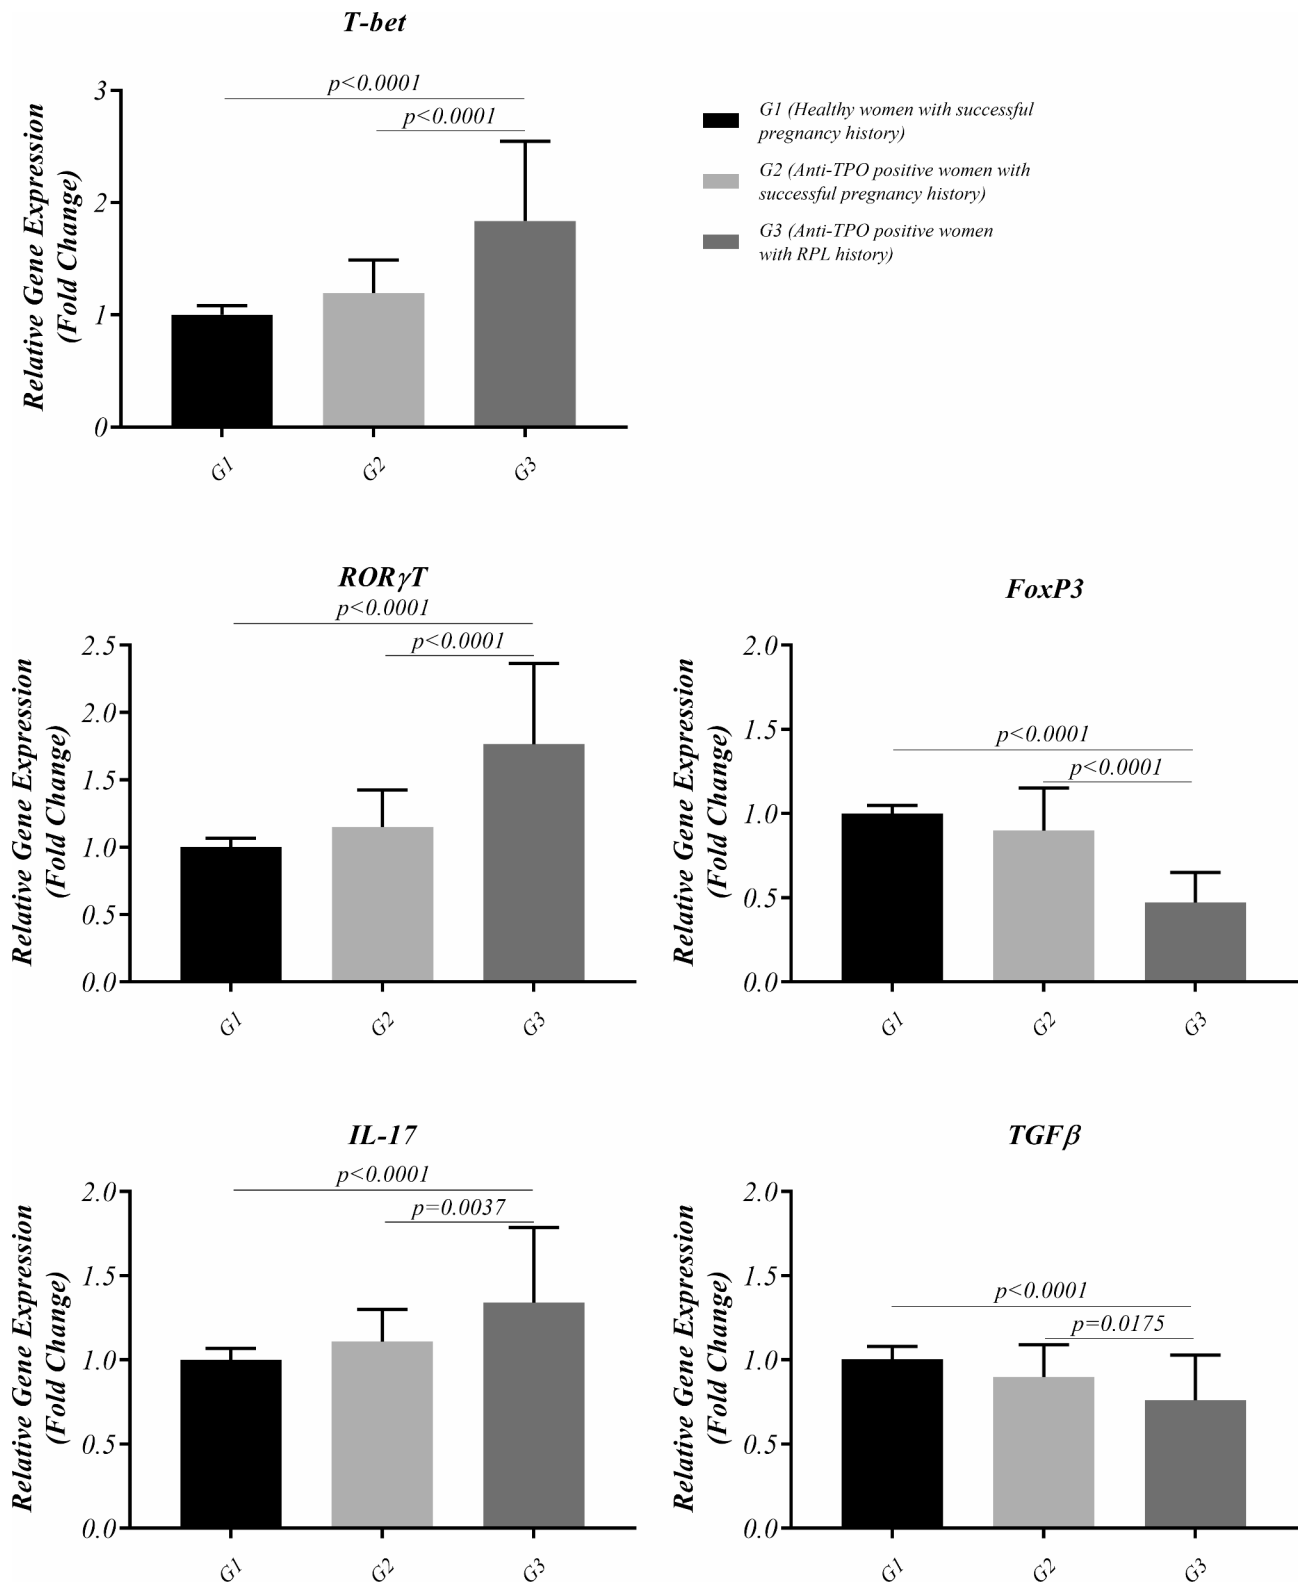 T-bet
Relative Gene Expression
(Fold Change)
3
2
1
0
p<0.0001
p<0.0001
G1
G2
G3
G1 (Healthy women with successful
pregnancy history)
G2 (Anti-TPO positive women with
successful pregnancy history)
G3 (Anti-TPO positive women
with RPL history)
RORγT
Relative Gene Expression
(Fold Change)
2.5
2.0
1.5
1.0
0.5
0.0
p<0.0001
p<0.0001
G1
G2
G3
FoxP3
Relative Gene Expression
(Fold Change)
2.0
1.5
1.0
0.5
0.0
p<0.0001
p<0.0001
G1
G2
G3
IL-17
Relative Gene Expression
(Fold Change)
2.0
1.5
1.0
0.5
0.0
p<0.0001
p=0.0037
G1
G2
G3
TGFβ
Relative Gene Expression
(Fold Change)
2.0
1.5
1.0
0.5
0.0
p<0.0001
p=0.0175
G1
G2
G3